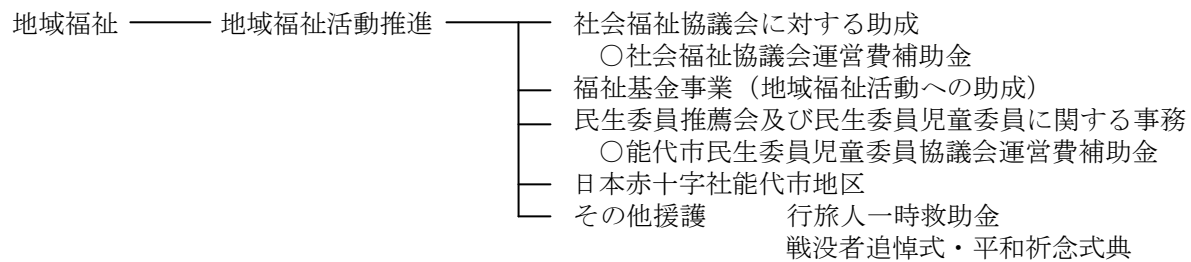 地域福祉 地域福祉活動推進 社会福祉協議会に対する助成
○社会福祉協議会運営費補助金
福祉基金事業（地域福祉活動への助成）
民生委員推薦会及び民生委員児童委員に関する事務
○能代市民生委員児童委員協議会運営費補助金
日本赤十字社能代市地区
その他援護 行旅人一時救助金
戦没者追悼式・平和祈念式典